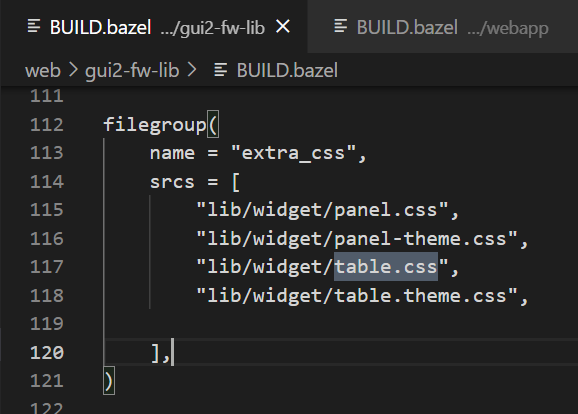 BUILD.bazel .../gui2-fw-lib × BUILD.bazel .../webapp
web > gui2-fw-lib > BUILD.bazel
111
112 filegroup(
113 name = "extra_css",
114 srcs = [
115 "lib/widget/panel.css",
116 "lib/widget/panel-theme.css",
117 "lib/widget/table.css",
118 "lib/widget/table.theme.css",
119
120 ],
121 )
122